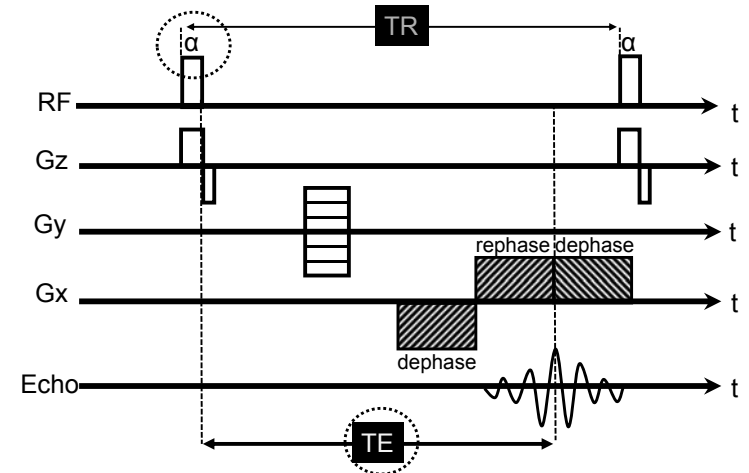 TR
α α
RF t
Gz t
Gy t
rephase dephase
Gx t
dephase
Echo t
TE